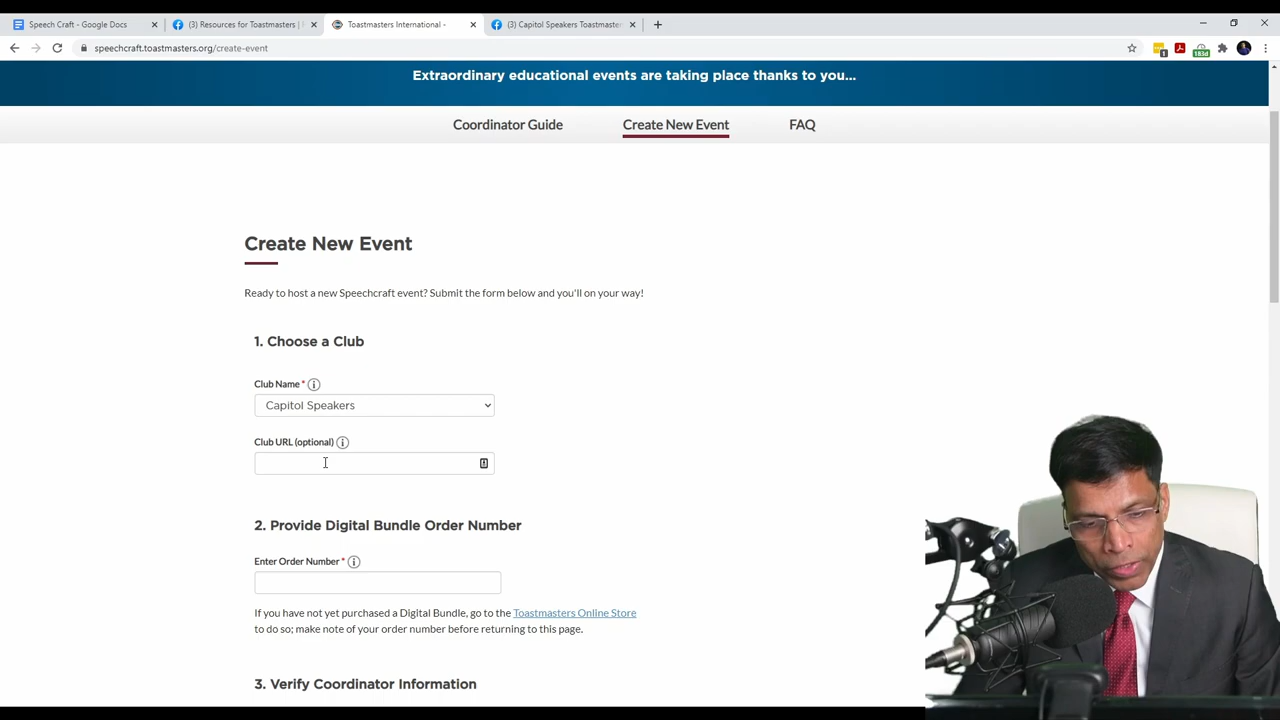 Speech Craft - Google Docs
(3) Resources for Toastmasters |
Toastmasters International -
(3) Capitol Speakers Toastmaster
speechcraft.toastmasters.org/create-event
1
183d
Extraordinary educational events are taking place thanks to you...
Coordinator Guide
Create New Event
FAQ
Create New Event
Ready to host a new Speechcraft event? Submit the form below and you'll on your way!
1. Choose a Club
Club Name *
Capitol Speakers
Club URL (optional)
2. Provide Digital Bundle Order Number
Enter Order Number *
If you have not yet purchased a Digital Bundle, go to the Toastmasters Online Store
to do so; make note of your order number before returning to this page.
3. Verify Coordinator Information